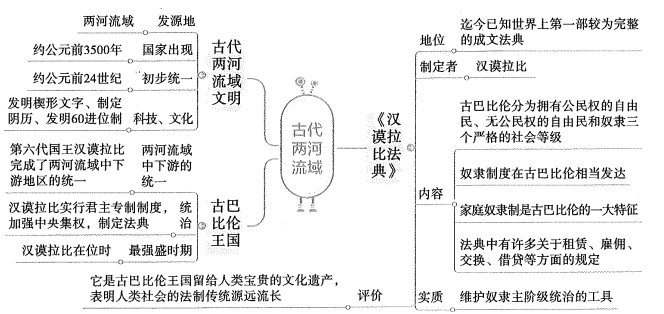 古代
两河
流域
古代
两河
流域
文明
发源地
两河流域
国家出现
约公元前3500年
初步统一
约公元前24世纪
科技、文化
发明楔形文字、制定
阴历、发明60进位制
古巴
比伦
王国
两河流域
中下游的
统一
第六代国王汉谟拉比
完成了两河流域中下
游地区的统一
统
治
汉谟拉比实行君主专制制度，
加强中央集权，制定法典
最强盛时期
汉谟拉比在位时
《汉
谟拉
比法
典》
地位
迄今已知世界上第一部较为完整
的成文法典
制定者
汉谟拉比
内容
古巴比伦分为拥有公民权的自由
民、无公民权的自由民和奴隶三
个严格的社会等级
奴隶制度在古巴比伦相当发达
家庭奴隶制是古巴比伦的一大特征
法典中有许多关于租赁、雇佣、
交换、借贷等方面的规定
实质
维护奴隶主阶级统治的工具
评价
它是古巴比伦王国留给人类宝贵的文化遗产，
表明人类社会的法制传统源远流长